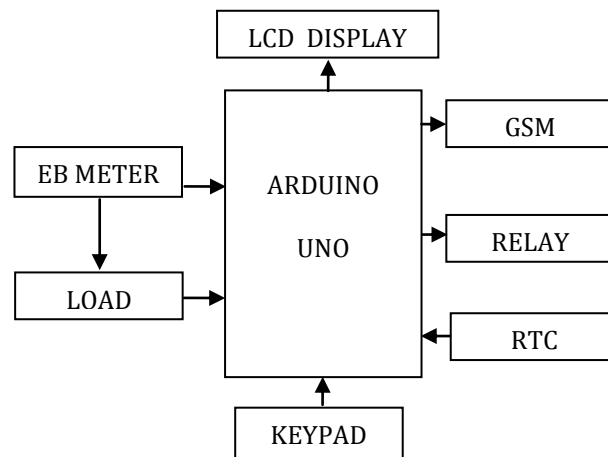 LCD DISPLAY
GSM
EB METER
ARDUINO
UNO
RELAY
LOAD
RTC
KEYPAD